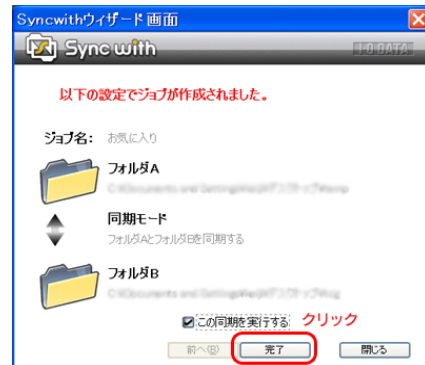 Syncwithウィザード画面
Sync with
I-O DATA
以下の設定でジョブが作成されました。
ジョブ名: お気に入り
フォルダA
同期モード
フォルダAとフォルダBを同期する
フォルダB
この同期を実行する クリック
前へ(B) 完了 閉じる